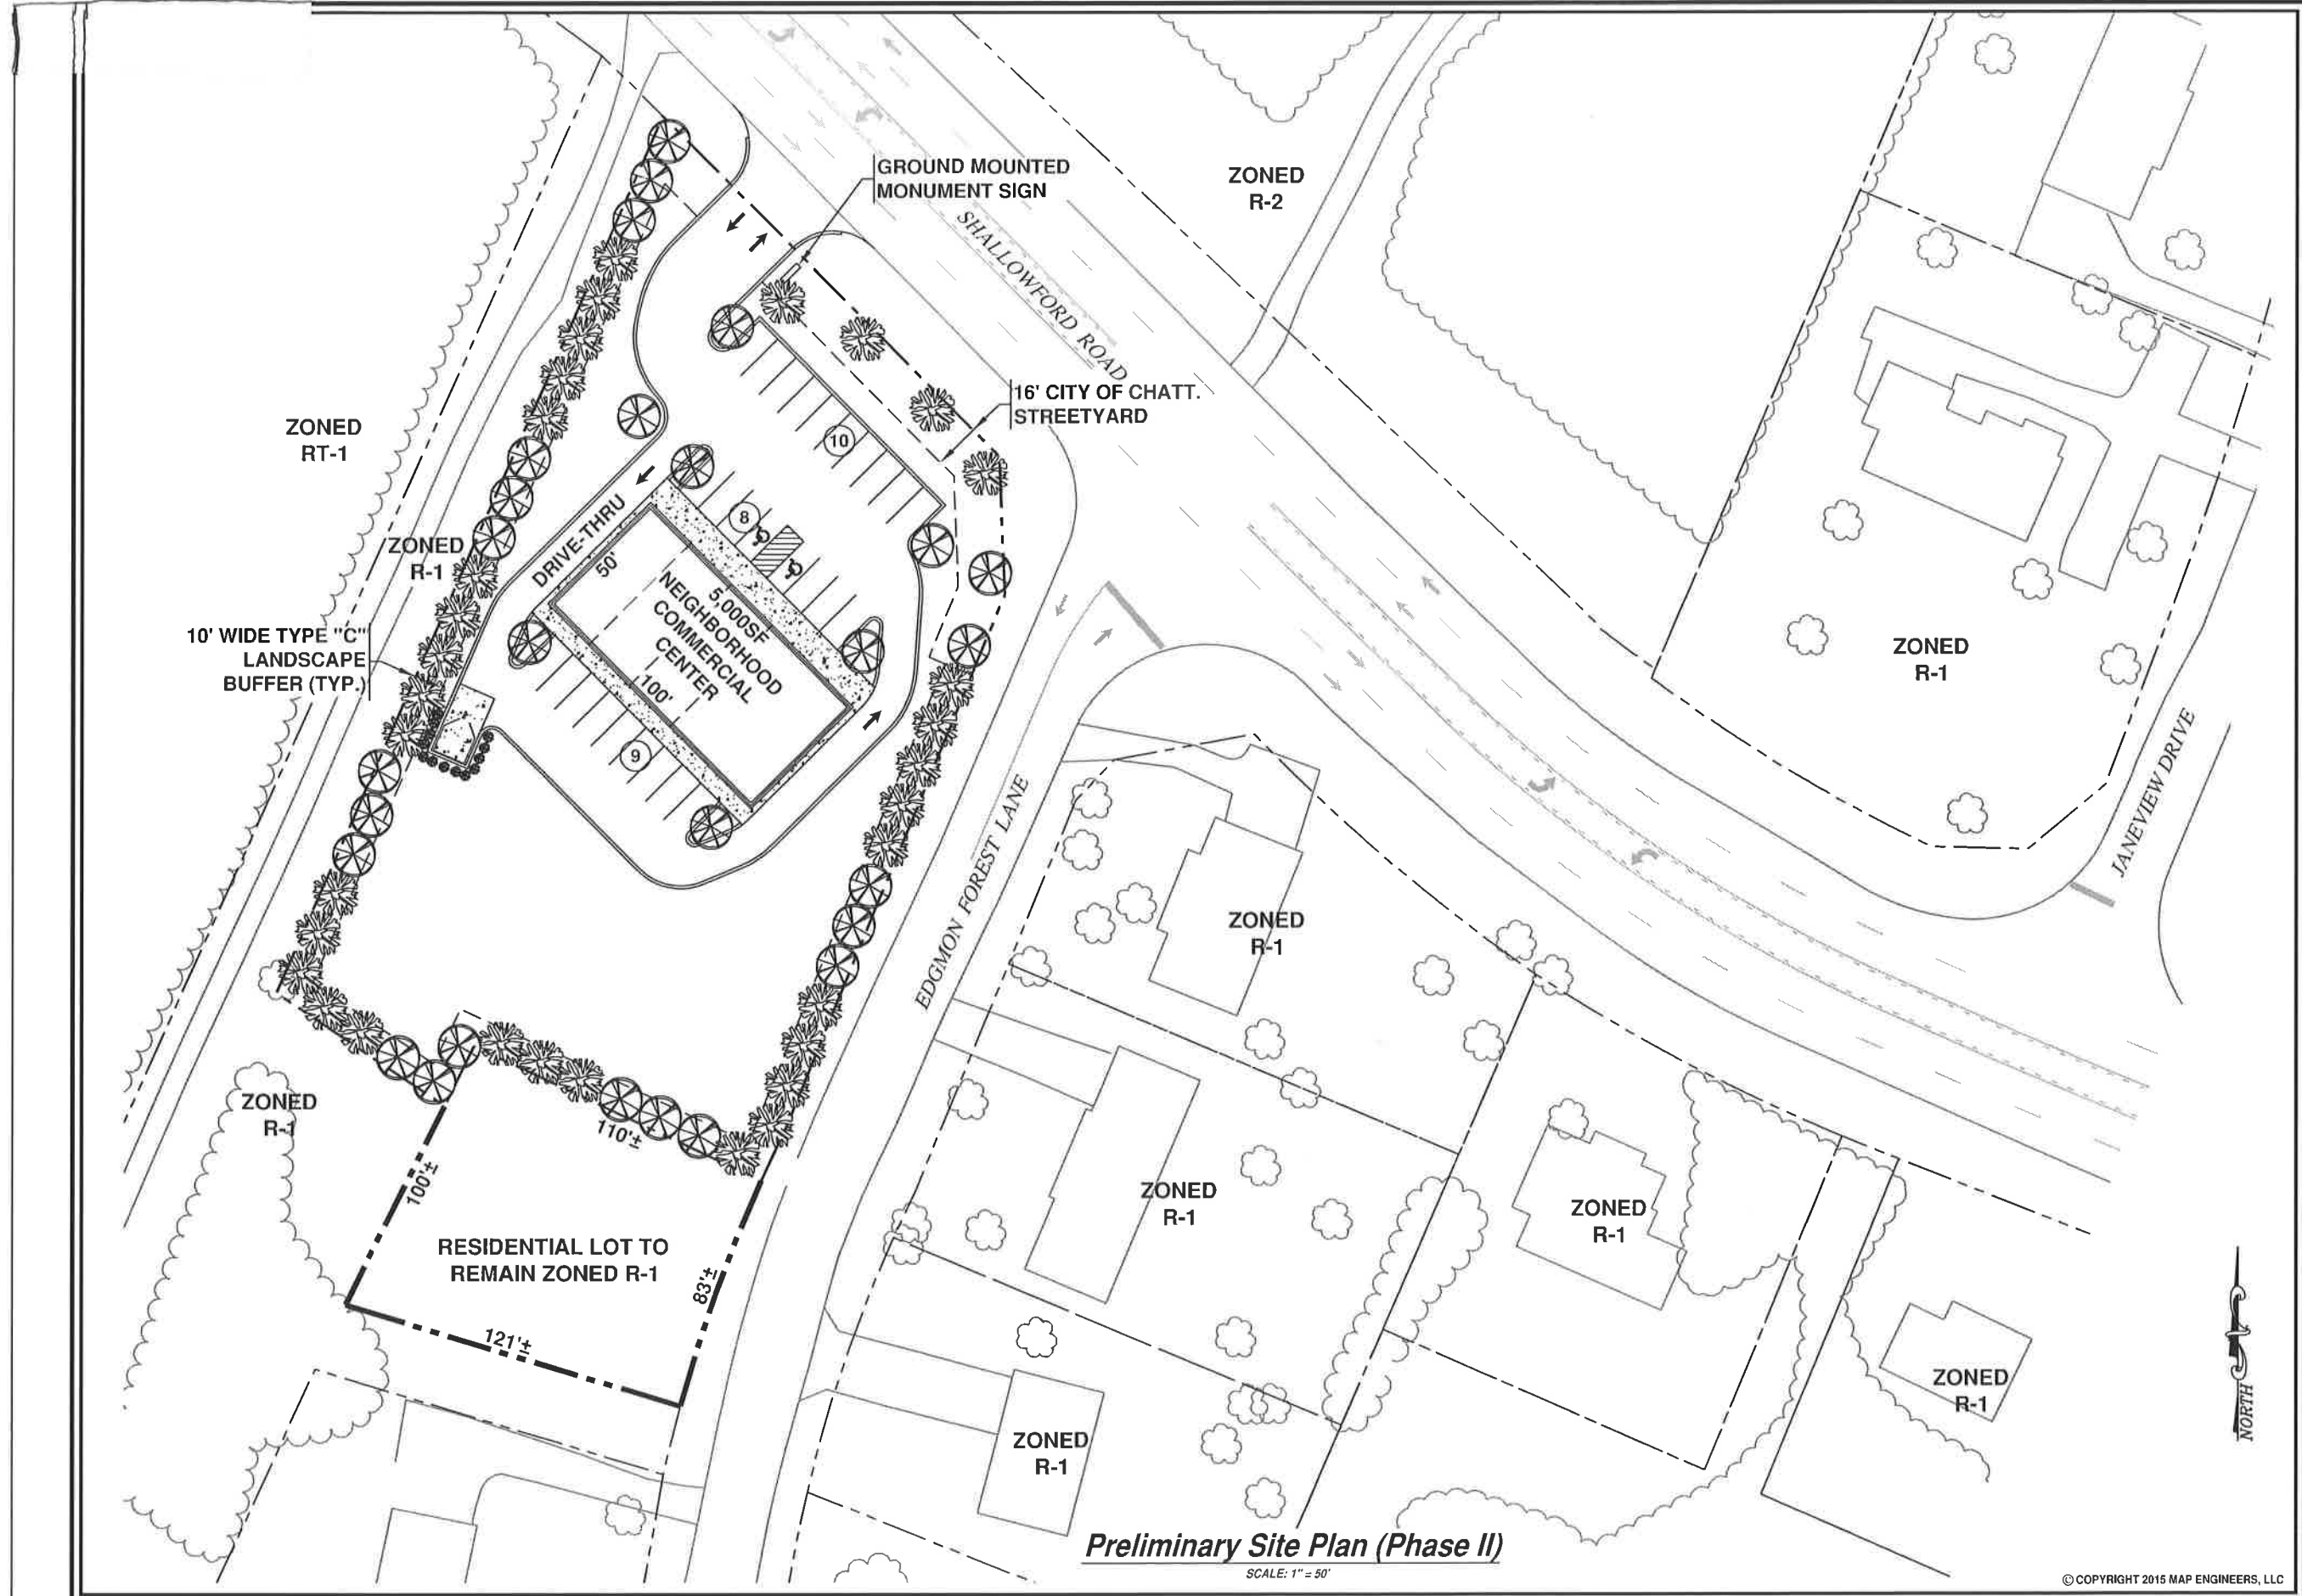 GROUND MOUNTED
MONUMENT SIGN
ZONED
R-2
SHALLOWFORD ROAD
16' CITY OF CHATT.
STREETYARD
ZONED
RT-1
10
8
ZONED
R-1
DRIVE-THRU
50'
5,000SF
NEIGHBORHOOD
COMMERCIAL
CENTER
100'
9
10' WIDE TYPE "C"
LANDSCAPE
BUFFER (TYP.)
ZONED
R-1
JANEVIEW DRIVE
EDGMON FOREST LANE
ZONED
R-1
ZONED
R-1
110'±
100'±
ZONED
R-1
ZONED
R-1
RESIDENTIAL LOT TO
REMAIN ZONED R-1
83'±
121'±
ZONED
R-1
ZONED
R-1
NORTH
Preliminary Site Plan (Phase II)
SCALE: 1" = 50'
© COPYRIGHT 2015 MAP ENGINEERS, LLC